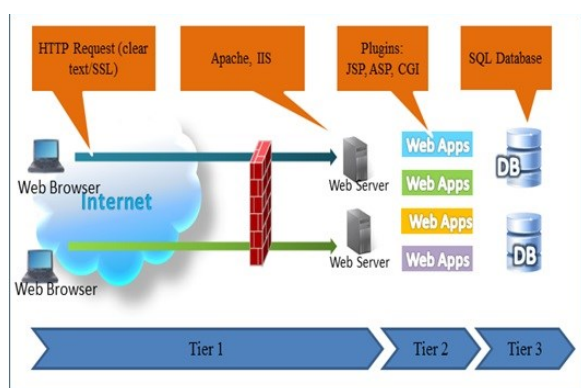 HTTP Request (clear
text/SSL)
Apache, IIS
Plugins:
JSP, ASP, CGI
SQL Database
Web Browser
Internet
Web Browser
Web Server
Web Server
Web Apps
Web Apps
Web Apps
Web Apps
DB
DB
Tier 1
Tier 2
Tier 3